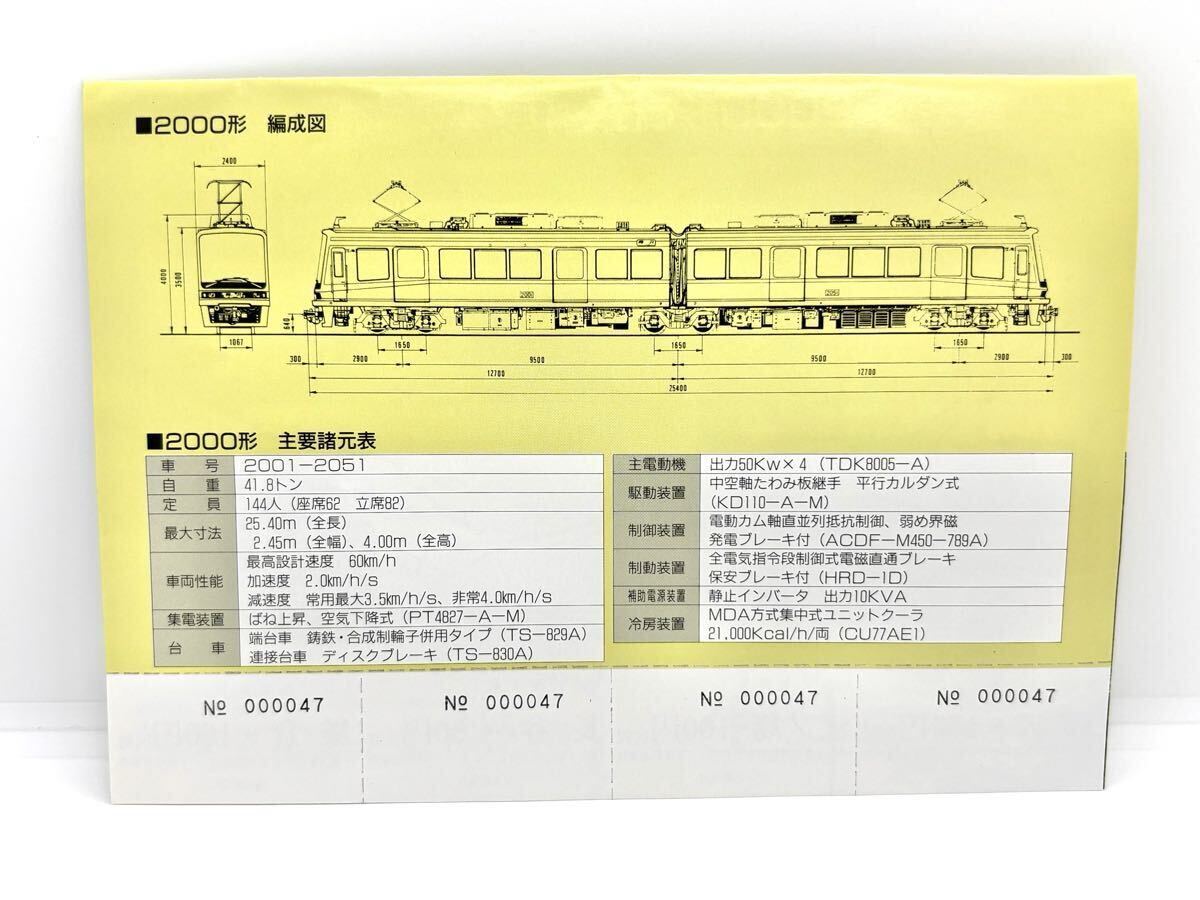 ■2000形 編成図
2400
4000
3500
640
1067
行川
2001
2051
1650
1650
1650
300
2900
9500
9500
2900
300
12700
12700
25400
■2000形 主要諸元表
車号 2001-2051
自重 41.8トン
定員 144人(座席62 立席82)
最大寸法 25.40m(全長)
2.45m(全幅)、4.00m(全高)
車両性能 最高設計速度 60km/h
加速度 2.0km/h/s
減速度 常用最大3.5km/h/s、非常4.0km/h/s
集電装置 ばね上昇、空気下降式(PT4827-A-M)
台車 端台車 鋳鉄・合成制輪子併用タイプ(TS-829A)
連接台車 ディスクブレーキ(TS-830A)
主電動機 出力50Kw×4(TDK8005-A)
駆動装置 中空軸たわみ板継手 平行カルダン式
(KD110-A-M)
制御装置 電動カム軸直並列抵抗制御、弱め界磁
発電ブレーキ付(ACDF-M450-789A)
制動装置 全電気指令段制御式電磁直通ブレーキ
保安ブレーキ付(HRD-1D)
補助電源装置 静止インバータ 出力10KVA
冷房装置 MDA方式集中式ユニットクーラ
21,000Kcal/h/両(CU77AE1)
№ 000047
№ 000047
№ 000047
№ 000047